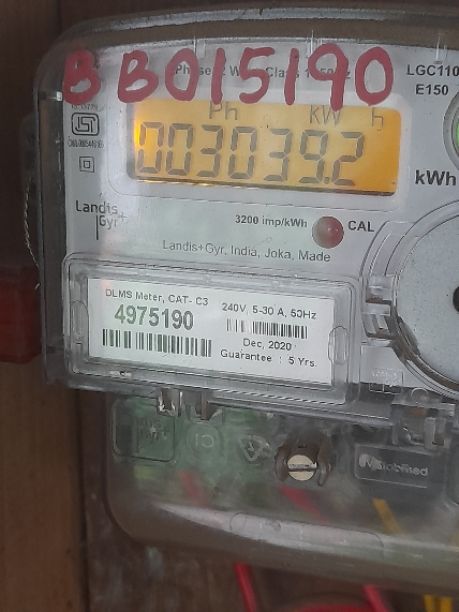 BB015190
LGC110
E150
Ph kW h
003039.2
kWh
Landis
Gyr+
3200 imp/kWh
CAL
Landis+Gyr, India, Joka, Made
DLMS Meter, CAT- C3
4975190
240V, 5-30 A, 50Hz
Dec, 2020
Guarantee : 5 Yrs.